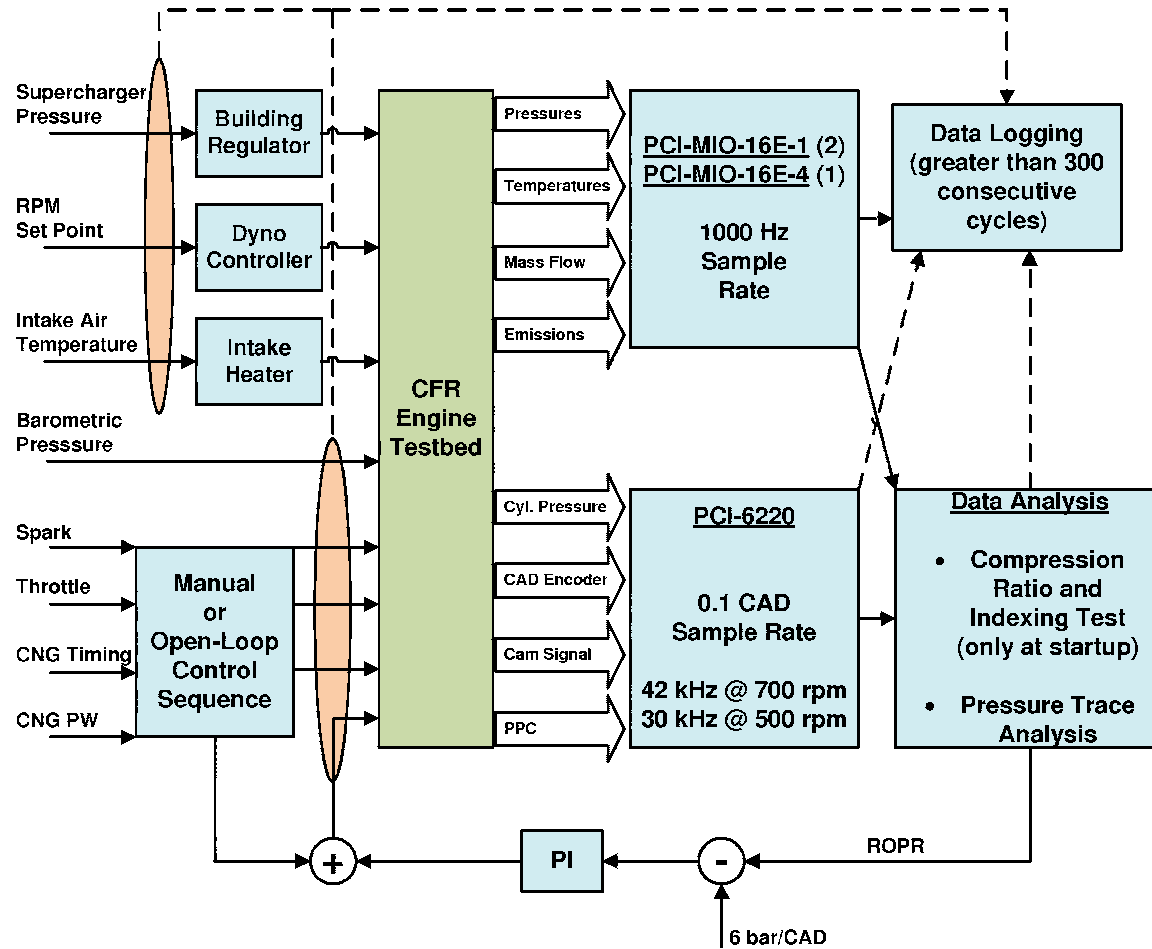 Supercharger
Pressure
Building
Regulator
RPM
Set Point
Dyno
Controller
Intake Air
Temperature
Intake
Heater
Barometric
Presssure
Spark
Throttle
CNG Timing
CNG PW
Manual
or
Open-Loop
Control
Sequence
CFR
Engine
Testbed
Pressures
Temperatures
Mass Flow
Emissions
Cyl. Pressure
CAD Encoder
Cam Signal
PPC
PCI-MIO-16E-1 (2)
PCI-MIO-16E-4 (1)
1000 Hz
Sample
Rate
PCI-6220
0.1 CAD
Sample Rate
42 kHz @ 700 rpm
30 kHz @ 500 rpm
Data Logging
(greater than 300
consecutive
cycles)
Data Analysis
• Compression
Ratio and
Indexing Test
(only at startup)
• Pressure Trace
Analysis
+
PI
-
ROPR
6 bar/CAD